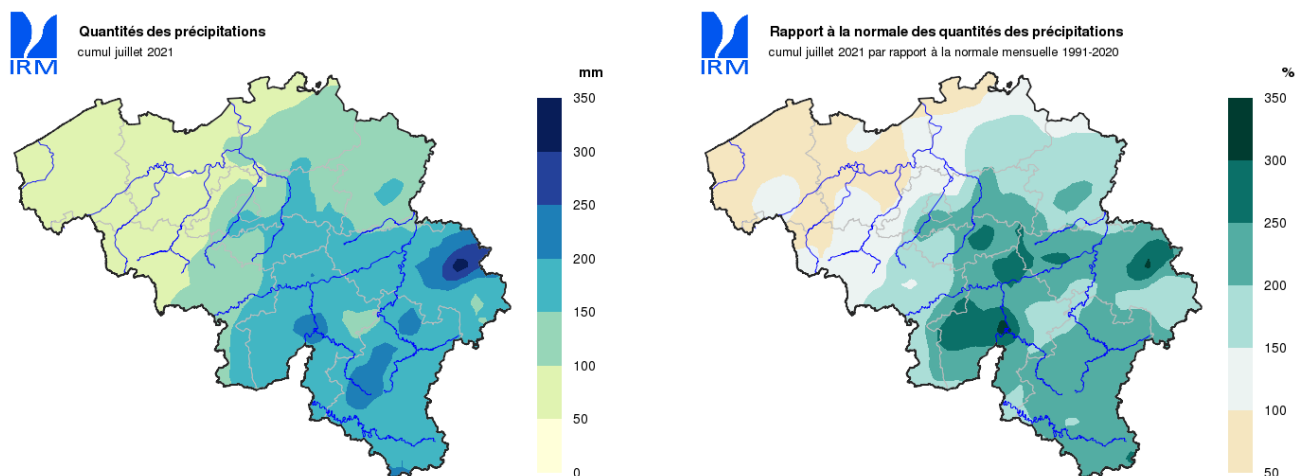 IRM
Quantités des précipitations
cumul juillet 2021
mm
350
300
250
200
150
100
50
0
IRM
Rapport à la normale des quantités des précipitations
cumul juillet 2021 par rapport à la normale mensuelle 1991-2020
%
350
300
250
200
150
100
50